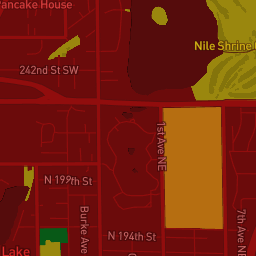 Pancake House
Nile Shrine
242nd St SW
1st Ave NE
N 199th St
Burke Ave
N 194th St
7th Ave NE
Lake